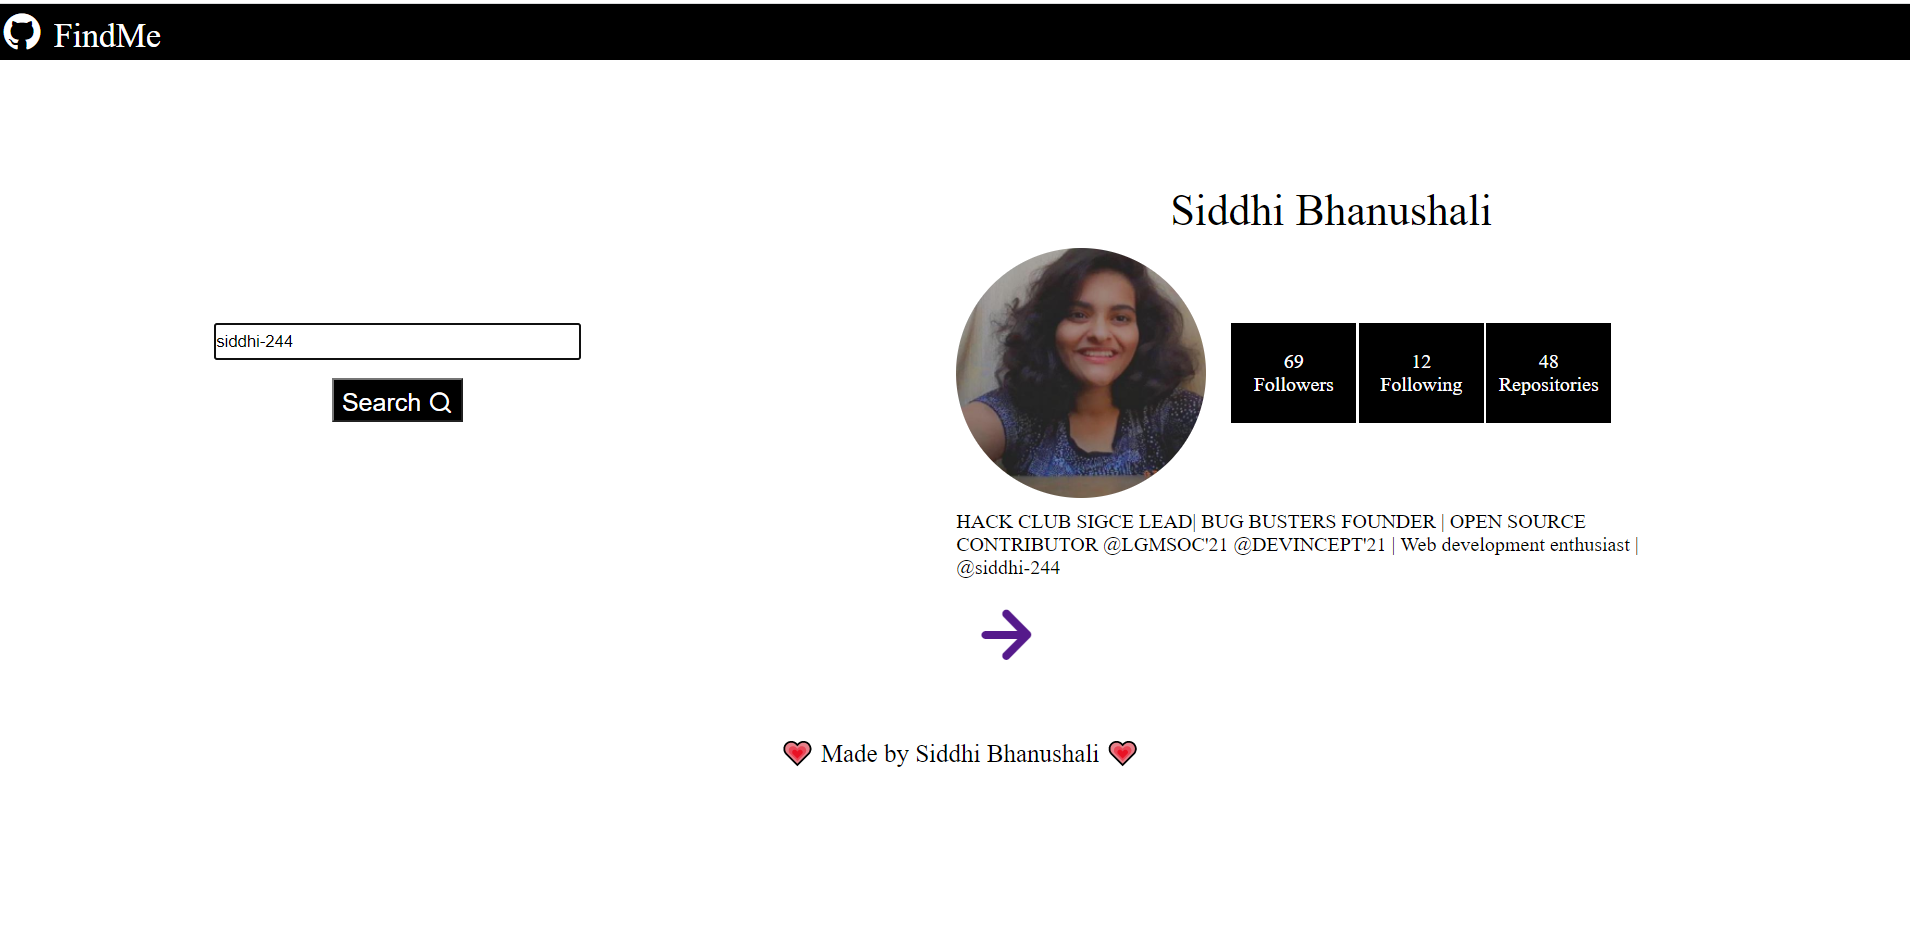 FindMe
siddhi-244
Search
Siddhi Bhanushali
69
Followers
12
Following
48
Repositories
HACK CLUB SIGCE LEAD| BUG BUSTERS FOUNDER | OPEN SOURCE
CONTRIBUTOR @LGMSOC'21 @DEVINCEPT'21 | Web development enthusiast |
@siddhi-244
Made by Siddhi Bhanushali